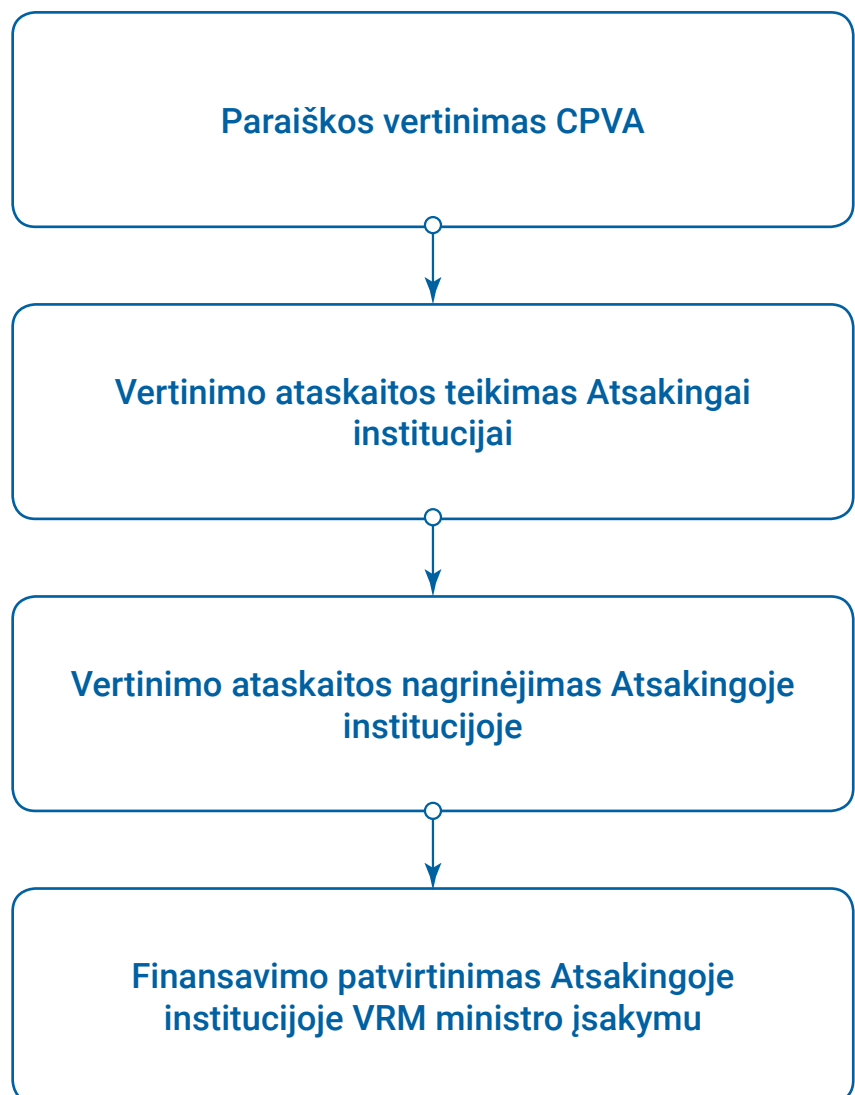 Paraiškos vertinimas CPVA
Vertinimo ataskaitos teikimas Atsakingai
institucijai
Vertinimo ataskaitos nagrinėjimas Atsakingoje
institucijoje
Finansavimo patvirtinimas Atsakingoje
institucijoje VRM ministro įsakymu